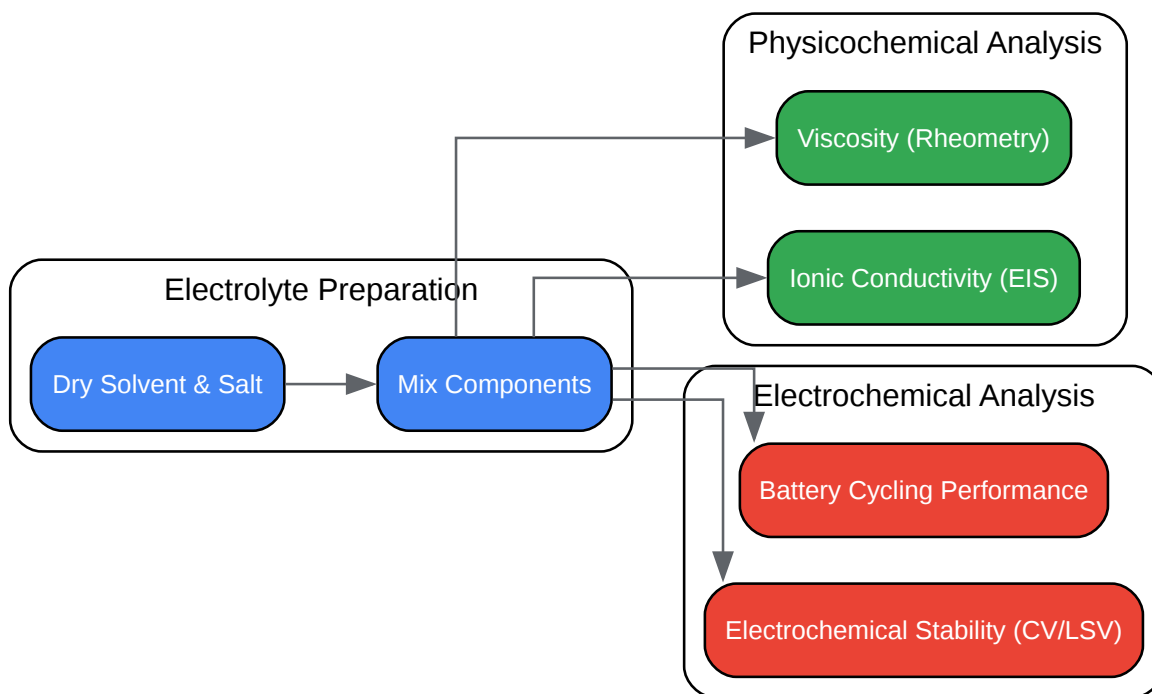 Physicochemical Analysis
Viscosity (Rheometry)
Ionic Conductivity (EIS)
Electrolyte Preparation
Dry Solvent & Salt
Mix Components
Electrochemical Analysis
Battery Cycling Performance
Electrochemical Stability (CV/LSV)